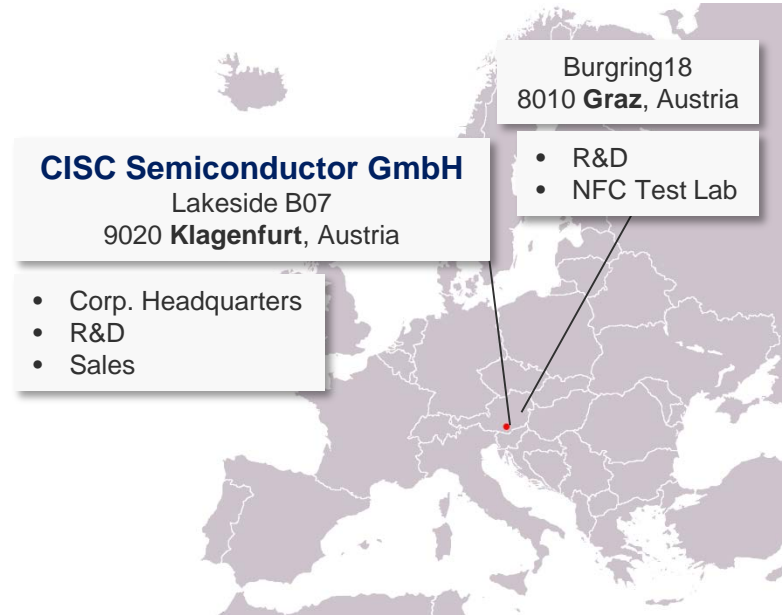 Burgring18
8010 Graz, Austria
• R&D
• NFC Test Lab
CISC Semiconductor GmbH
Lakeside B07
9020 Klagenfurt, Austria
• Corp. Headquarters
• R&D
• Sales